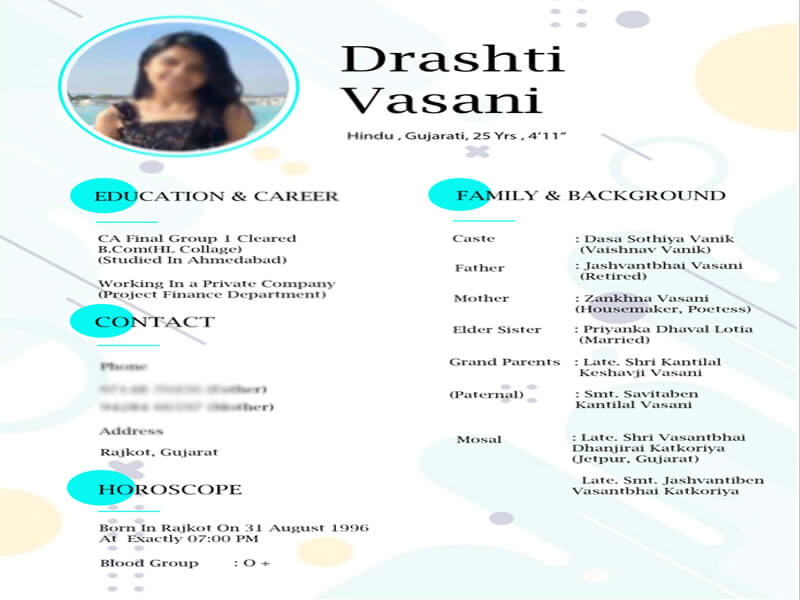 Drashti
Vasani
Hindu , Gujarati, 25 Yrs , 4’11”
EDUCATION & CAREER
CA Final Group 1 Cleared
B.Com(HL Collage)
(Studied In Ahmedabad)
Working In a Private Company
(Project Finance Department)
CONTACT
Phone
(Father)
(Mother)
Address
Rajkot, Gujarat
HOROSCOPE
Born In Rajkot On 31 August 1996
At Exactly 07:00 PM
Blood Group : O +
FAMILY & BACKGROUND
Caste : Dasa Sothiya Vanik
(Vaishnav Vanik)
Father : Jashvantbhai Vasani
(Retired)
Mother : Zankhna Vasani
(Housemaker, Poetess)
Elder Sister : Priyanka Dhaval Lotia
(Married)
Grand Parents : Late. Shri Kantilal
Keshavji Vasani
(Paternal) : Smt. Savitaben
Kantilal Vasani
Mosal : Late. Shri Vasantbhai
Dhanjirai Katkoriya
(Jetpur, Gujarat)
Late. Smt. Jashvantiben
Vasantbhai Katkoriya